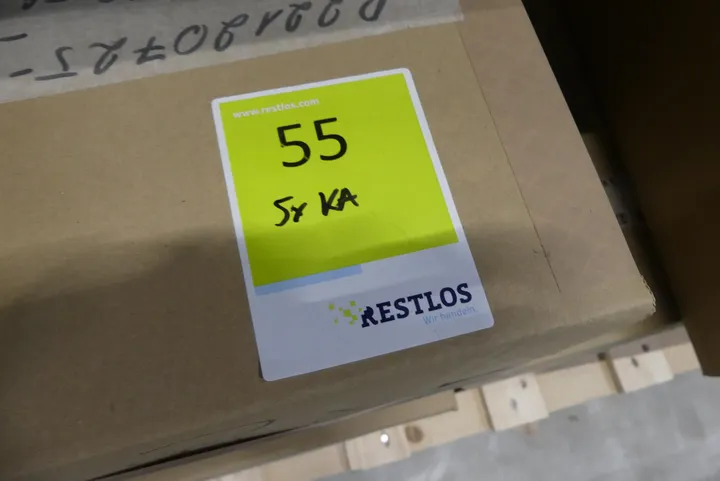 www.restlos.com
55
5x KA
RESTLOS
Wir handeln.